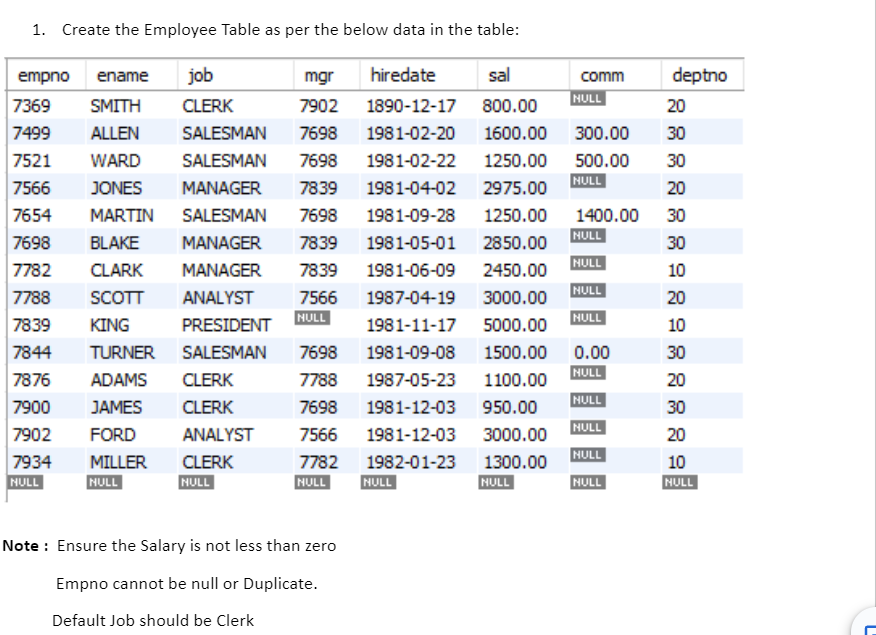 1. Create the Employee Table as per the below data in the table:
empno ename job mgr hiredate sal comm deptno
7369 SMITH CLERK 7902 1890-12-17 800.00 NULL 20
7499 ALLEN SALESMAN 7698 1981-02-20 1600.00 300.00 30
7521 WARD SALESMAN 7698 1981-02-22 1250.00 500.00 30
7566 JONES MANAGER 7839 1981-04-02 2975.00 NULL 20
7654 MARTIN SALESMAN 7698 1981-09-28 1250.00 1400.00 30
7698 BLAKE MANAGER 7839 1981-05-01 2850.00 NULL 30
7782 CLARK MANAGER 7839 1981-06-09 2450.00 NULL 10
7788 SCOTT ANALYST 7566 1987-04-19 3000.00 NULL 20
7839 KING PRESIDENT NULL 1981-11-17 5000.00 NULL 10
7844 TURNER SALESMAN 7698 1981-09-08 1500.00 0.00 30
7876 ADAMS CLERK 7788 1987-05-23 1100.00 NULL 20
7900 JAMES CLERK 7698 1981-12-03 950.00 NULL 30
7902 FORD ANALYST 7566 1981-12-03 3000.00 NULL 20
7934 MILLER CLERK 7782 1982-01-23 1300.00 NULL 10
NULL NULL NULL NULL NULL NULL NULL NULL
Note : Ensure the Salary is not less than zero
Empno cannot be null or Duplicate.
Default Job should be Clerk